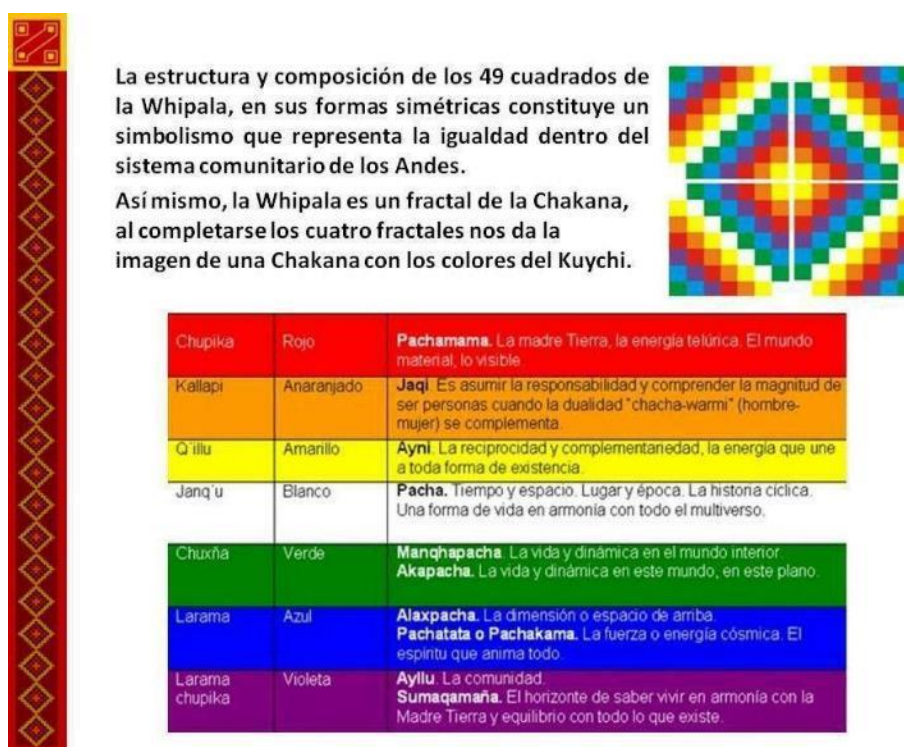 La estructura y composición de los 49 cuadrados de
la Whipala, en sus formas simétricas constituye un
simbolismo que representa la igualdad dentro del
sistema comunitario de los Andes.
Así mismo, la Whipala es un fractal de la Chakana,
al completarse los cuatro fractales nos da la
imagen de una Chakana con los colores del Kuychi.
Chupika Rojo Pachamama. La madre Tierra, la energía telúrica. El mundo
material, lo visible.
Kallapi Anaranjado Jaqi. Es asumir la responsabilidad y comprender la magnitud de
ser personas cuando la dualidad "chacha-warmi" (hombre-
mujer) se complementa.
Q´illu Amarillo Ayni. La reciprocidad y complementariedad, la energía que une
a toda forma de existencia.
Janq´u Blanco Pacha. Tiempo y espacio. Lugar y época. La historia cíclica.
Una forma de vida en armonía con todo el multiverso.
Chuxña Verde Manqhapacha. La vida y dinámica en el mundo interior.
Akapacha. La vida y dinámica en este mundo, en este plano.
Larama Azul Alaxpacha. La dimensión o espacio de arriba.
Pachatata o Pachakama. La fuerza o energía cósmica. El
espíritu que anima todo.
Larama Violeta Ayllu. La comunidad.
chupika Sumaqamaña. El horizonte de saber vivir en armonía con la
Madre Tierra y equilibrio con todo lo que existe.